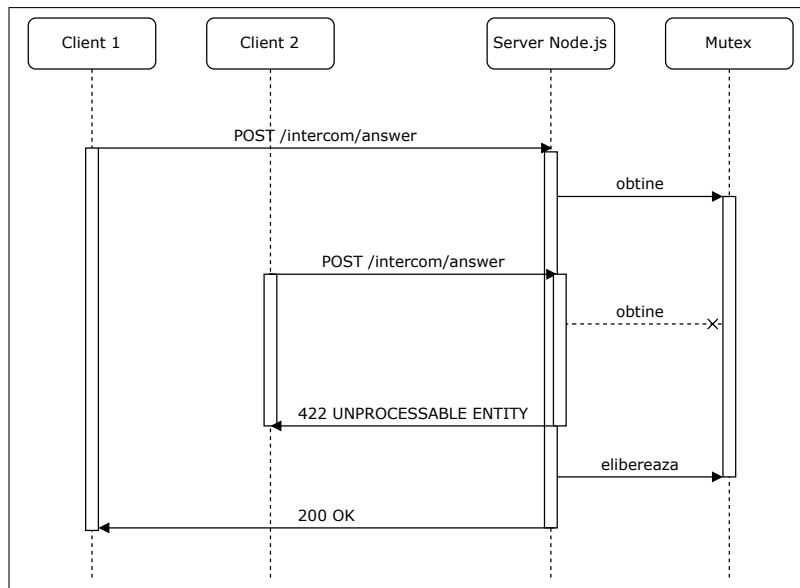 Client 1
Client 2
Server Node.js
Mutex
POST /intercom/answer
obtine
POST /intercom/answer
obtine
422 UNPROCESSABLE ENTITY
elibereaza
200 OK